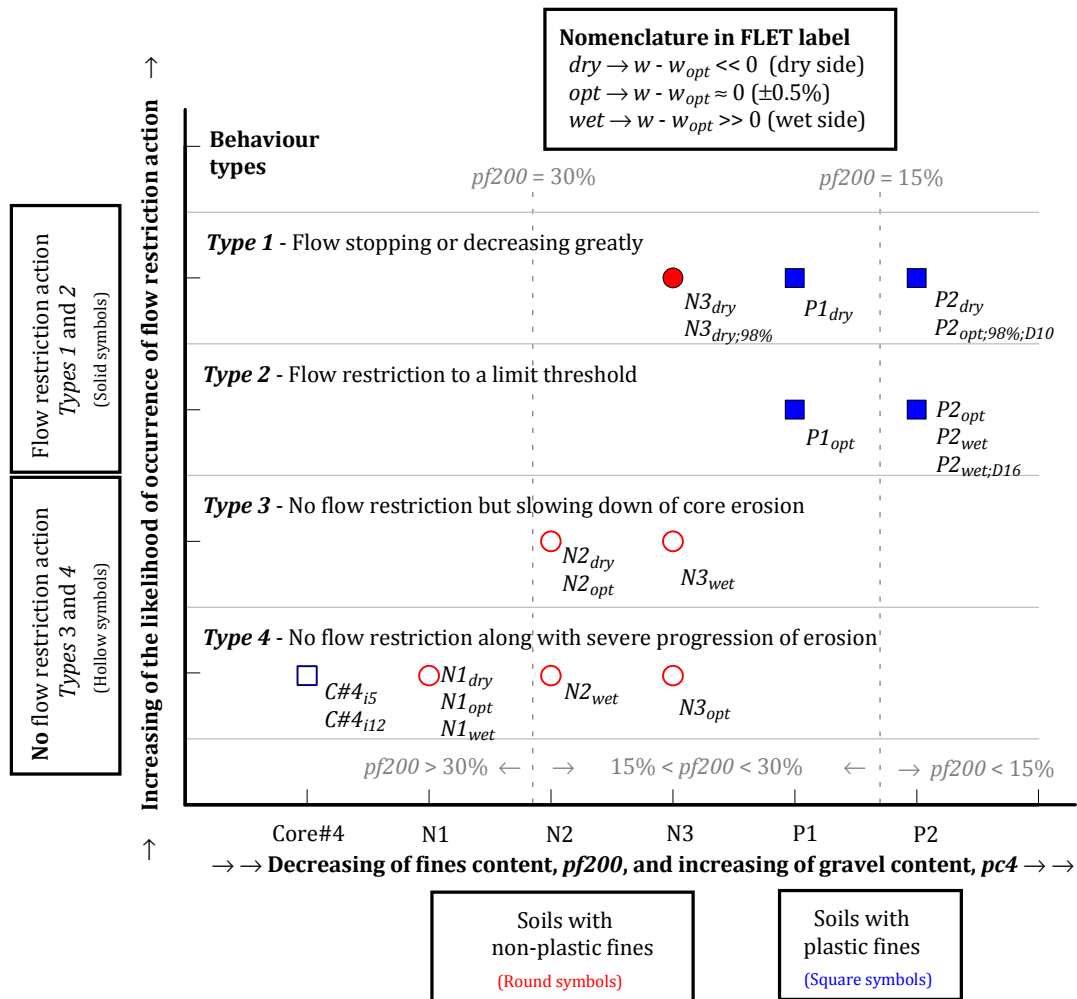 Nomenclature in FLET label
dry → w - wopt << 0 (dry side)
opt → w - wopt ≈ 0 (±0.5%)
wet → w - wopt >> 0 (wet side)
Behaviour
types
pf200 = 30%
pf200 = 15%
Type 1 - Flow stopping or decreasing greatly
N3dry
N3dry;98%
P1dry
P2dry
P2opt;98%;D10
Type 2 - Flow restriction to a limit threshold
P1opt
P2opt
P2wet
P2wet;D16
Type 3 - No flow restriction but slowing down of core erosion
N2dry
N2opt
N3wet
Type 4 - No flow restriction along with severe progression of erosion
C#4i5
C#4i12
N1dry
N1opt
N1wet
N2wet
N3opt
pf200 > 30% ← → 15% < pf200 < 30% ← → pf200 < 15%
Core#4 N1 N2 N3 P1 P2
→ → Decreasing of fines content, pf200, and increasing of gravel content, pc4 → →
→ Increasing of the likelihood of occurrence of flow restriction action →
Flow restriction action
Types 1 and 2
(Solid symbols)
No flow restriction action
Types 3 and 4
(Hollow symbols)
Soils with
non-plastic fines
(Round symbols)
Soils with
plastic fines
(Square symbols)